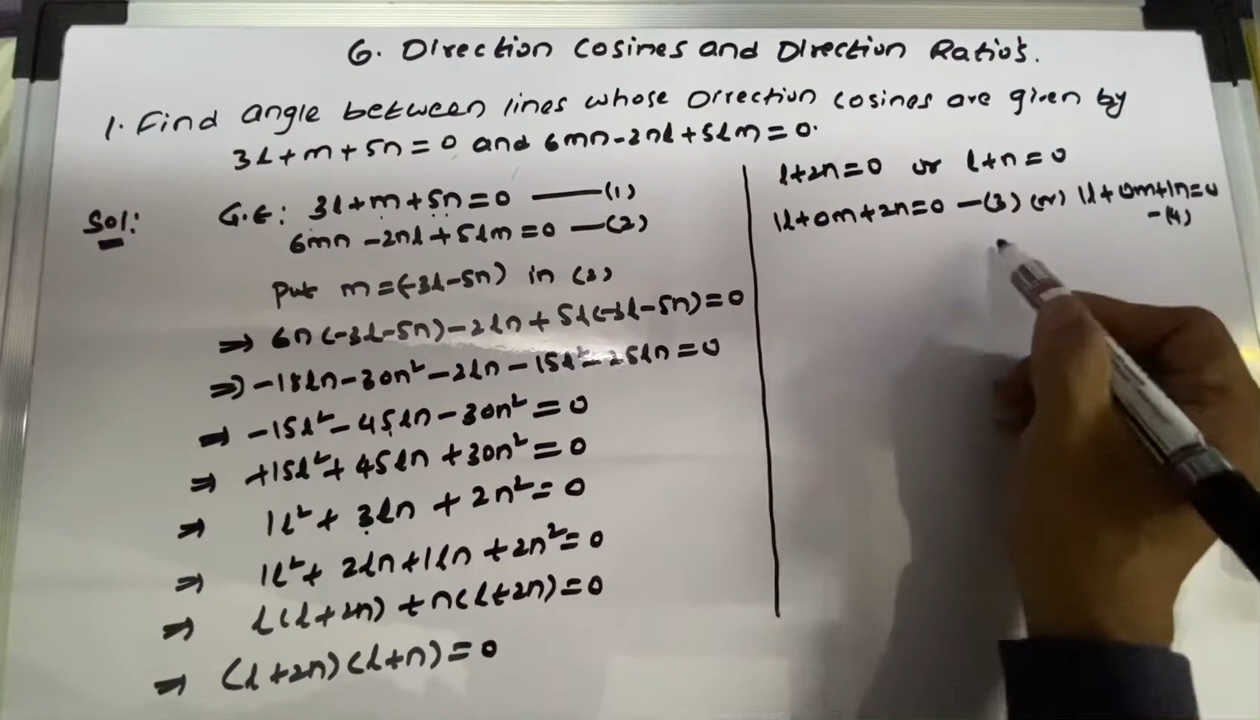 6. Direction Cosines and Direction Ratio's.
1. Find angle between lines whose Direction cosines are given by
3l+m+5n=0 and 6mn-2nl+5lm=0.
Sol: G.E: 3l+m+5n=0 —(1)
6mn-2nl+5lm=0 —(2)
Put m=(-3l-5n) in (2)
⇒ 6n(-3l-5n)-2ln+5l(-3l-5n)=0
⇒ -18ln-30n²-2ln-15l²-25ln=0
⇒ -15l²-45ln-30n²=0
⇒ +15l²+45ln+30n²=0
⇒ 1l²+3ln+2n²=0
⇒ 1l²+2ln+1ln+2n²=0
⇒ l(l+2n)+n(l+2n)=0
⇒ (l+2n)(l+n)=0
l+2n=0 or l+n=0
1l+0m+2n=0 —(3) (or) 1l+0m+1n=0
—(4)